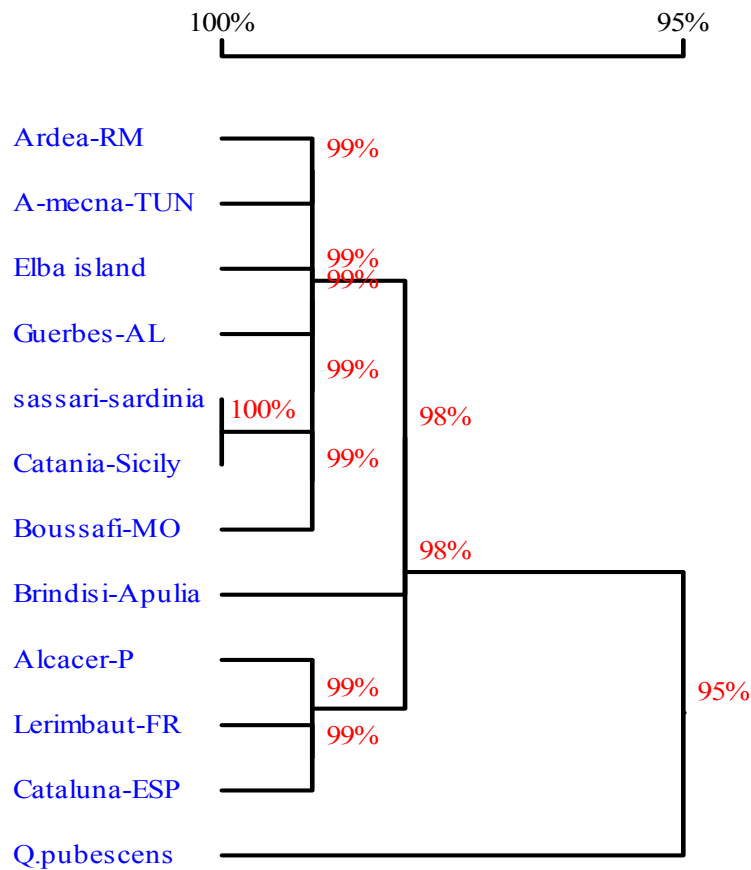 100% 95%
Ardea-RM
99%
A-mecna-TUN
99%
Elba island
99%
Guerbes-AL
99%
sassari-sardinia
100%
98%
Catania-Sicily
99%
Boussafi-MO
98%
Brindisi-Apulia
Alcacer-P
99%
95%
Lerimbaut-FR
99%
Cataluna-ESP
Q.pubescens